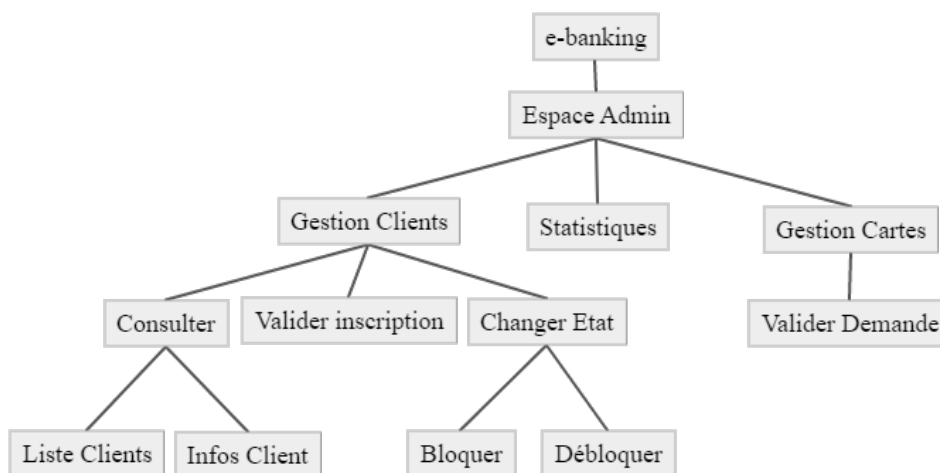 e-banking
Espace Admin
Gestion Clients
Statistiques
Gestion Cartes
Consulter
Valider inscription
Changer Etat
Valider Demande
Liste Clients
Infos Client
Bloquer
Débloquer